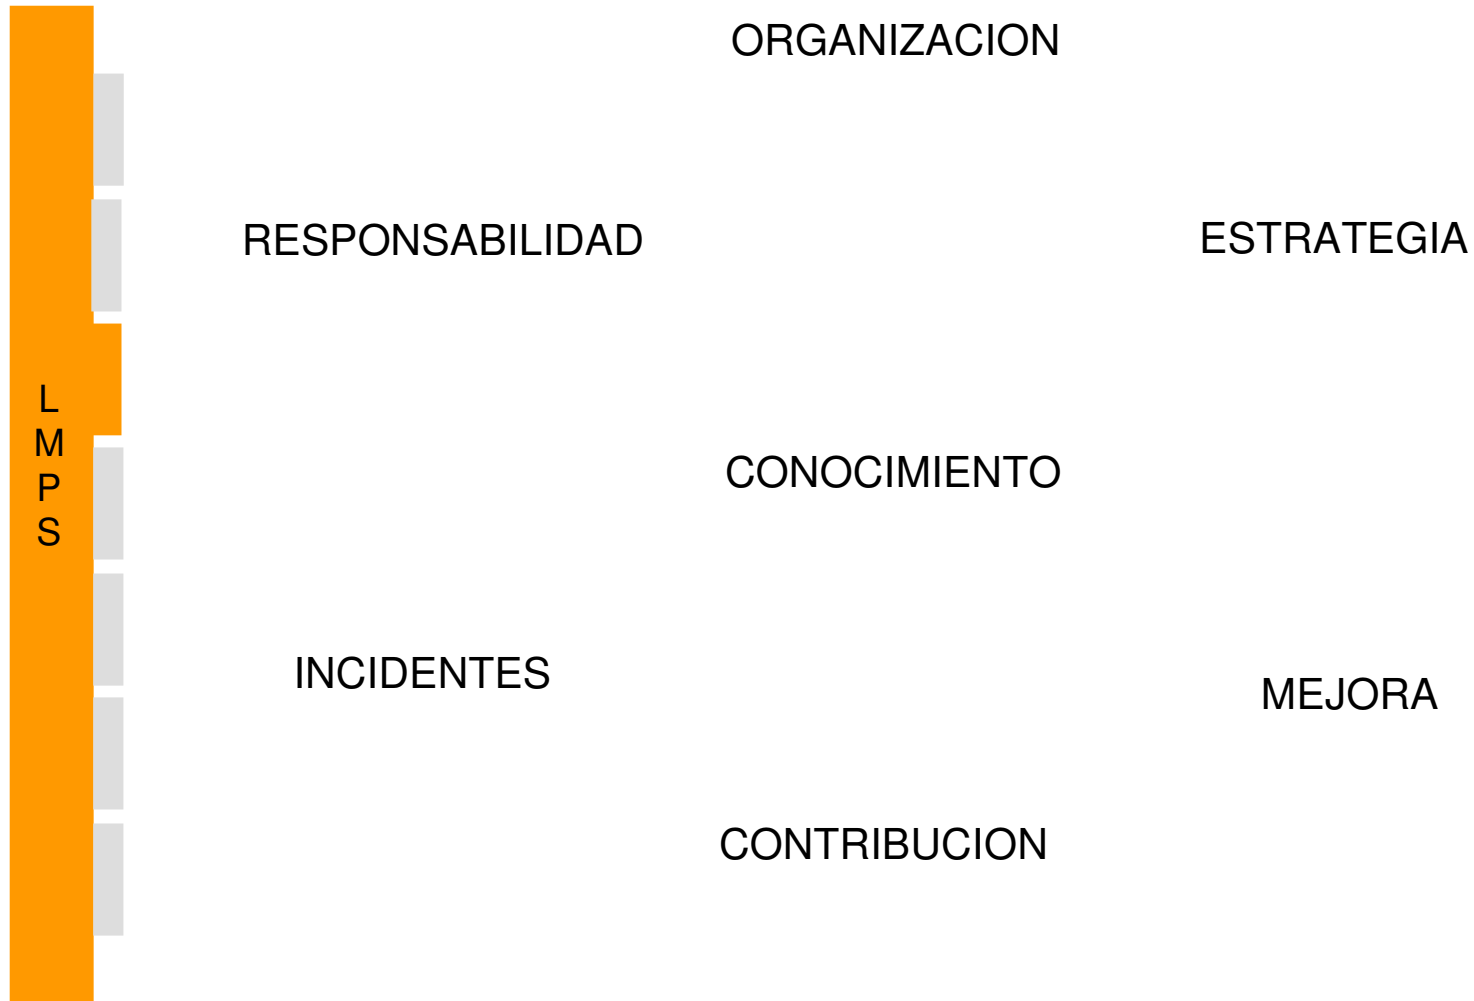 ORGANIZACION
RESPONSABILIDAD
ESTRATEGIA
L
M
P
S
CONOCIMIENTO
INCIDENTES
MEJORA
CONTRIBUCION